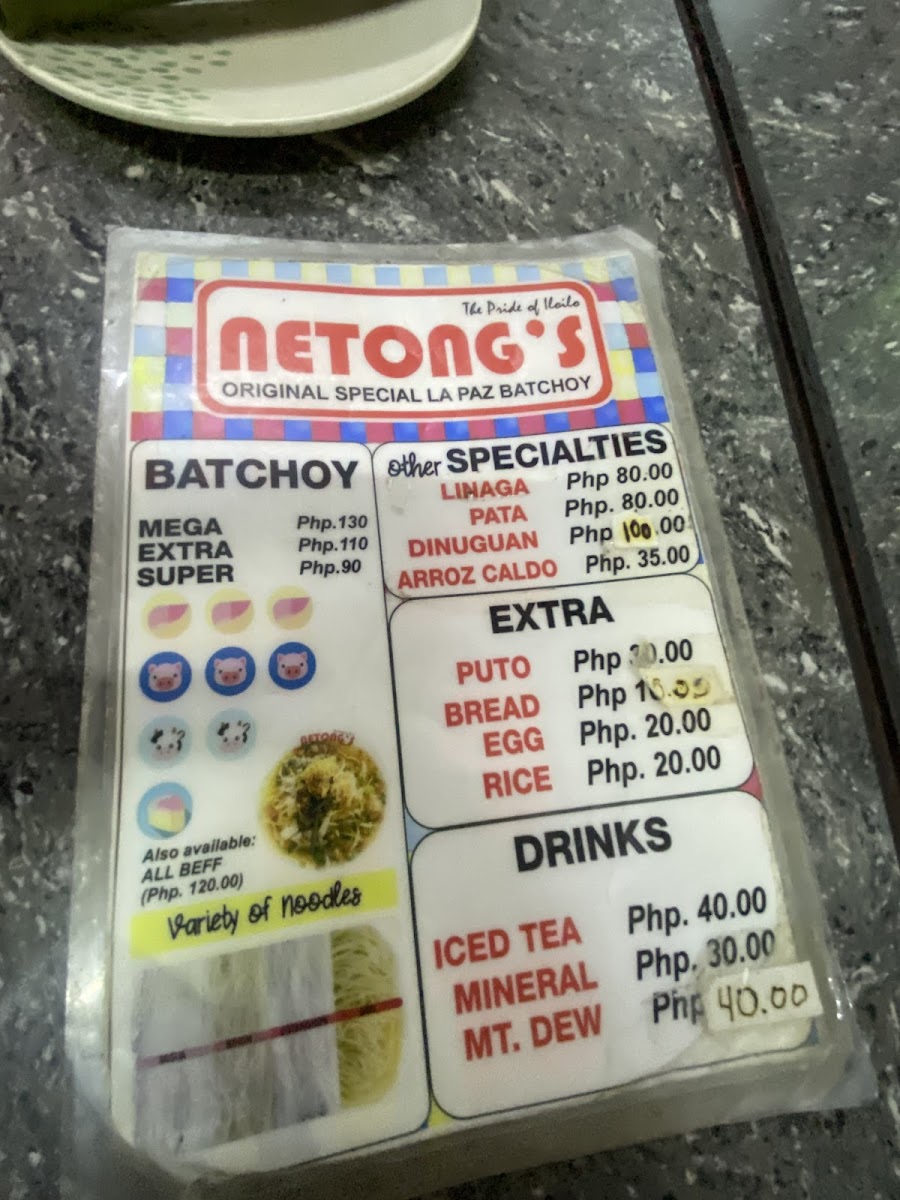 The Pride of Iloilo
NETONG'S
ORIGINAL SPECIAL LA PAZ BATCHOY
BATCHOY
MEGA Php.130
EXTRA Php.110
SUPER Php.90
NETONG'S
Also available:
ALL BEFF
(Php. 120.00)
Variety of Noodles
other SPECIALTIES
LINAGA Php 80.00
PATA Php. 80.00
DINUGUAN Php 100.00
ARROZ CALDO Php. 35.00
EXTRA
PUTO Php
BREAD Php
EGG Php. 20.00
RICE Php. 20.00
DRINKS
ICED TEA Php. 40.00
MINERAL Php. 30.00
MT. DEW Php 40.00